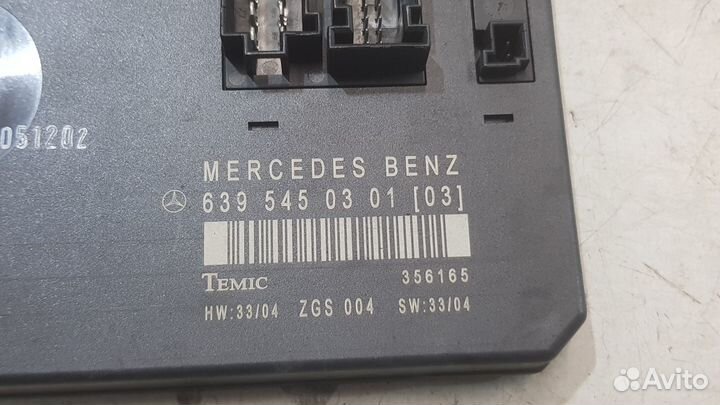 051202
MERCEDES BENZ
639 545 03 01 [03]
TEMIC 356165
HW:33/04 ZGS 004 SW:33/04
Avito